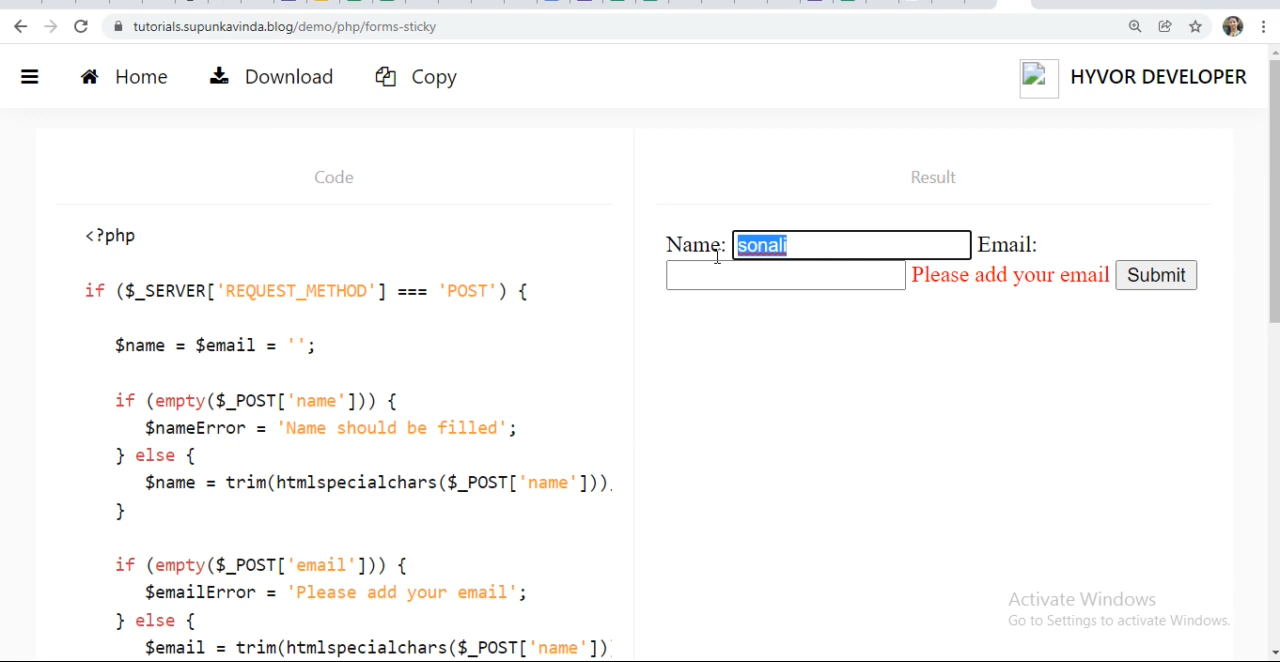 tutorials.supunkavinda.blog/demo/php/forms-sticky
Home Download Copy HYVOR DEVELOPER
Code
<?php
if ($_SERVER['REQUEST_METHOD'] === 'POST') {
$name = $email = '';
if (empty($_POST['name'])) {
$nameError = 'Name should be filled';
} else {
$name = trim(htmlspecialchars($_POST['name']))
}
if (empty($_POST['email'])) {
$emailError = 'Please add your email';
} else {
$email = trim(htmlspecialchars($_POST['name'])
Result
Name: sonali Email:
Please add your email Submit
Activate Windows
Go to Settings to activate Windows.